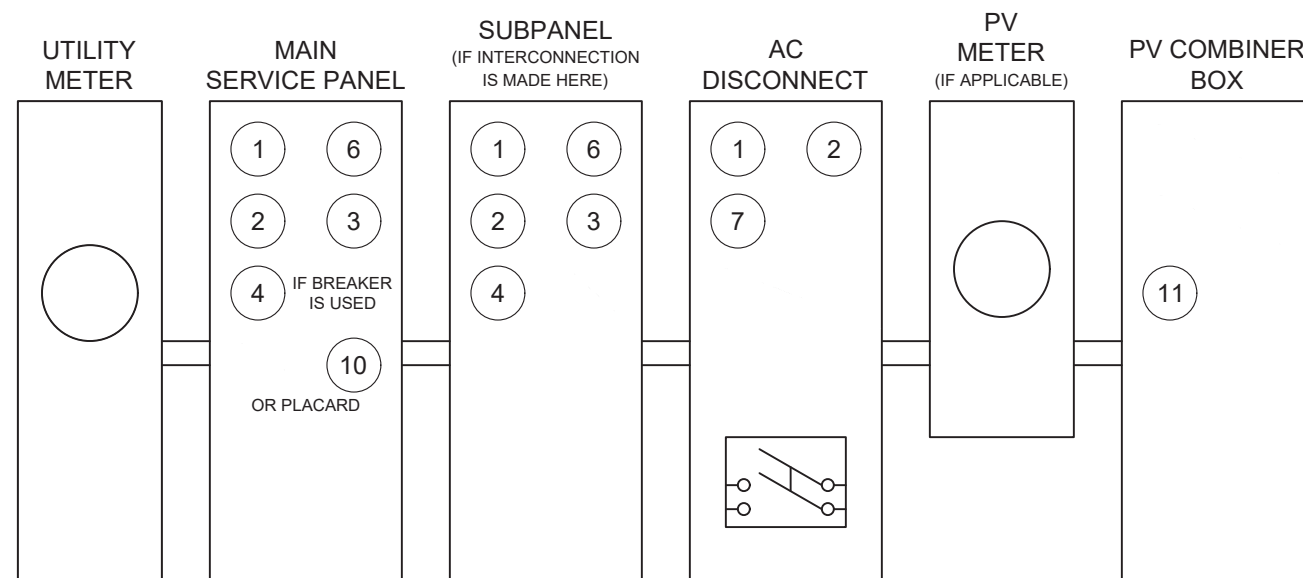 UTILITY
METER
MAIN
SERVICE PANEL
SUBPANEL
(IF INTERCONNECTION
IS MADE HERE)
AC
DISCONNECT
PV
METER
(IF APPLICABLE)
PV COMBINER
BOX
1 6
2 3
4 IF BREAKER
IS USED
10
OR PLACARD
1 6
2 3
4
1 2
7
11